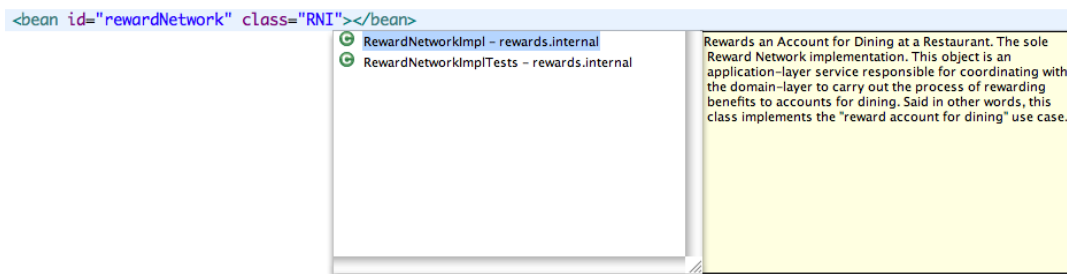 <bean id="rewardNetwork" class="RNI"></bean>
RewardNetworkImpl – rewards.internal
RewardNetworkImplTests – rewards.internal
Rewards an Account for Dining at a Restaurant. The sole
Reward Network implementation. This object is an
application-layer service responsible for coordinating with
the domain-layer to carry out the process of rewarding
benefits to accounts for dining. Said in other words, this
class implements the "reward account for dining" use case.